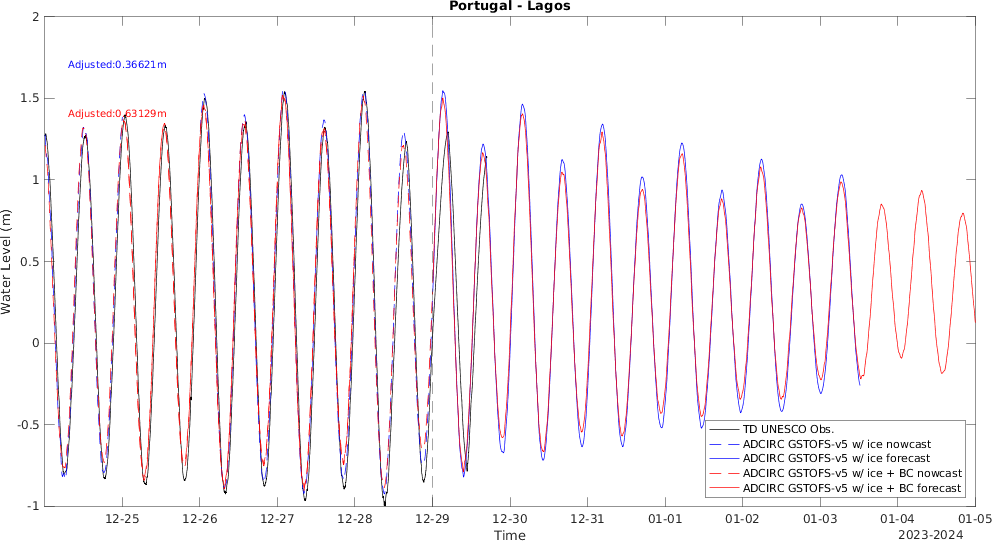 Portugal - Lagos
2
1.5
1
0.5
0
-0.5
-1
Water Level (m)
Adjusted:0.36621m
Adjusted:0.63129m
TD UNESCO Obs.
ADCIRC GSTOFS-v5 w/ ice nowcast
ADCIRC GSTOFS-v5 w/ ice forecast
ADCIRC GSTOFS-v5 w/ ice + BC nowcast
ADCIRC GSTOFS-v5 w/ ice + BC forecast
12-25 12-26 12-27 12-28 12-29 12-30 12-31 01-01 01-02 01-03 01-04 01-05
Time
2023-2024